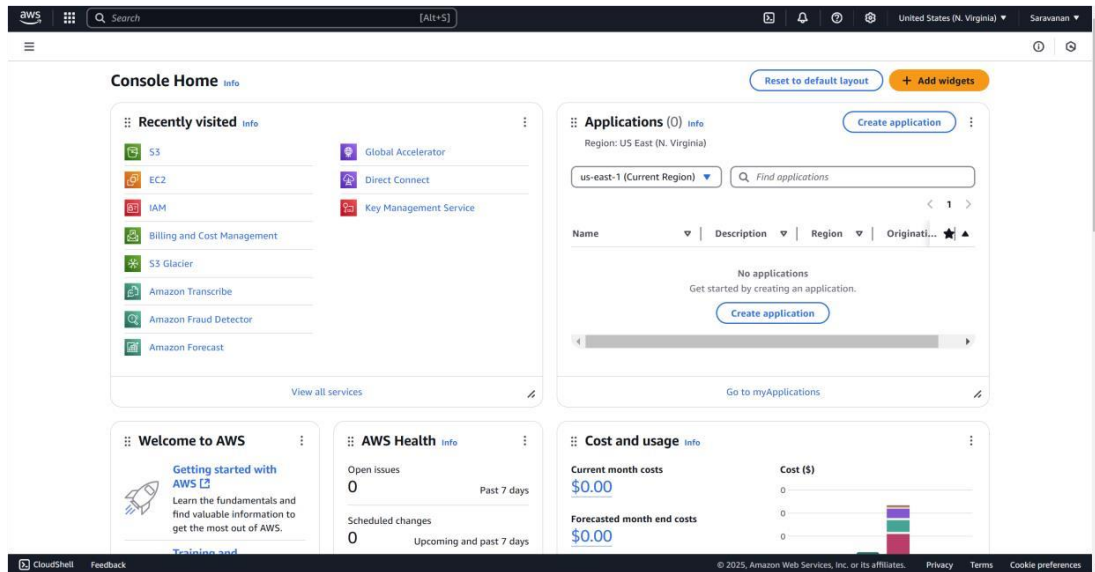 aws
Search [Alt+S]
United States (N. Virginia) ▼
Saravanan ▼
Console Home Info
Reset to default layout
+ Add widgets
Recently visited Info
S3
EC2
IAM
Billing and Cost Management
S3 Glacier
Amazon Transcribe
Amazon Fraud Detector
Amazon Forecast
Global Accelerator
Direct Connect
Key Management Service
View all services
Applications (0) Info
Create application
Region: US East (N. Virginia)
us-east-1 (Current Region) ▼
Find applications
< 1 >
Name Description Region Originati...
No applications
Get started by creating an application.
Create application
Go to myApplications
Welcome to AWS
Getting started with
AWS
Learn the fundamentals and
find valuable information to
get the most out of AWS.
Training and
AWS Health Info
Open issues
0 Past 7 days
Scheduled changes
0 Upcoming and past 7 days
Cost and usage Info
Current month costs
$0.00
Forecasted month end costs
$0.00
Cost ($)
0
0
0
CloudShell Feedback
© 2025, Amazon Web Services, Inc. or its affiliates. Privacy Terms Cookie preferences